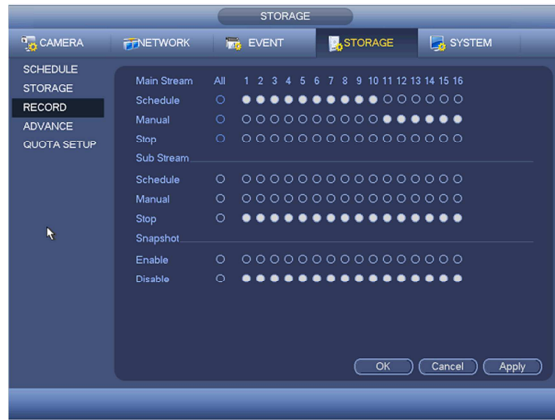 STORAGE
CAMERA NETWORK EVENT STORAGE SYSTEM
SCHEDULE
STORAGE
RECORD
ADVANCE
QUOTA SETUP
Main Stream All 1 2 3 4 5 6 7 8 9 10 11 12 13 14 15 16
Schedule
Manual
Stop
Sub Stream
Schedule
Manual
Stop
Snapshot
Enable
Disable
OK Cancel Apply